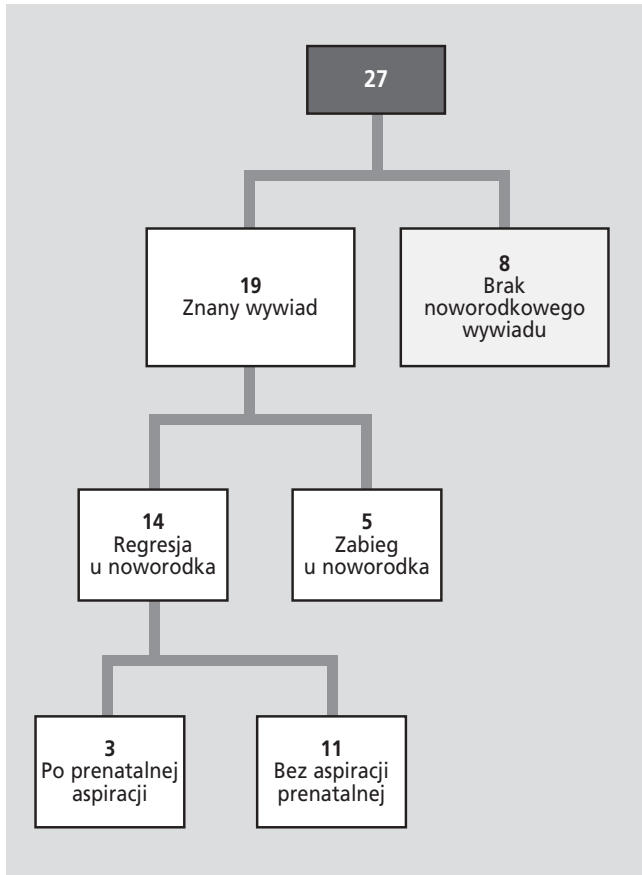 27
19
Znany wywiad
8
Brak
noworodkowego
wywiadu
14
Regresja
u noworodka
5
Zabieg
u noworodka
3
Po prenatalnej
aspiracji
11
Bez aspiracji
prenatalnej